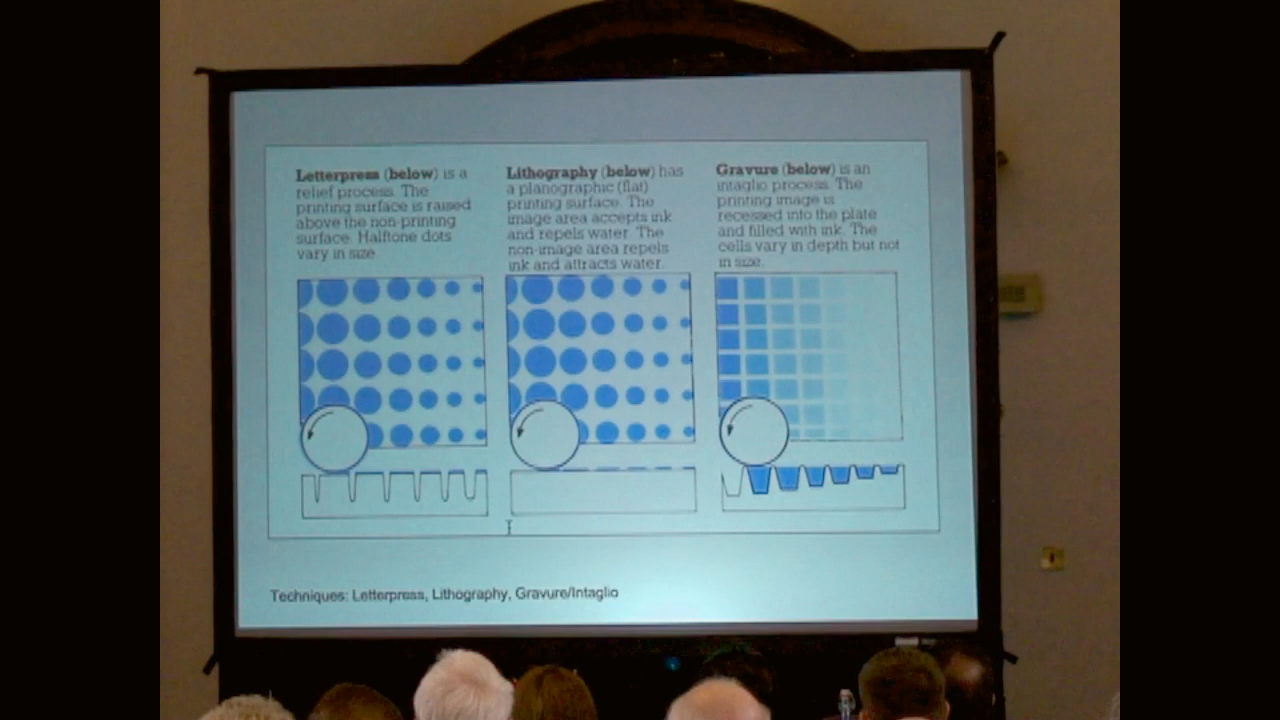 Letterpress (below) is a
relief process. The
printing surface is raised
above the non-printing
surface. Halftone dots
vary in size.
Lithography (below) has
a planographic (flat)
printing surface. The
image area accepts ink
and repels water. The
non-image area repels
ink and attracts water.
Gravure (below) is an
intaglio process. The
printing image is
recessed into the plate
and filled with ink. The
cells vary in depth but not
in size.
Techniques: Letterpress, Lithography, Gravure/Intaglio